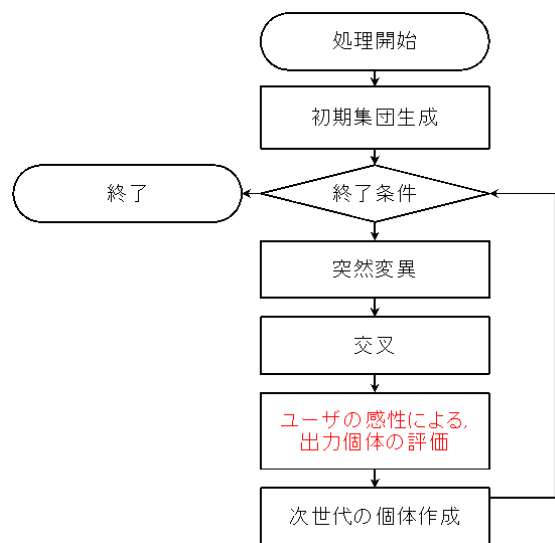 処理開始
初期集団生成
終了
終了条件
突然変異
交叉
ユーザの感性による,
出力個体の評価
次世代の個体作成